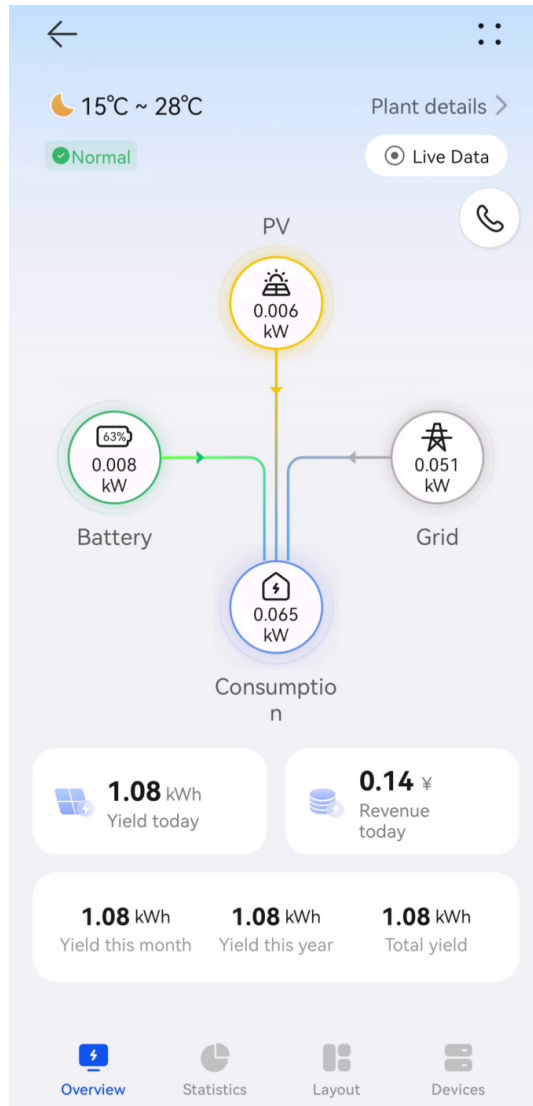 15℃ ~ 28℃
Plant details
Normal
Live Data
PV
0.006
kW
63%
0.008
kW
0.051
kW
Battery
Grid
0.065
kW
Consumptio
n
1.08 kWh
Yield today
0.14 ¥
Revenue
today
1.08 kWh
1.08 kWh
1.08 kWh
Yield this month
Yield this year
Total yield
Overview
Statistics
Layout
Devices